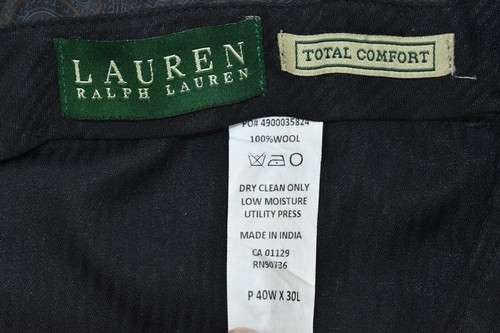 LAUREN
RALPH LAUREN
TOTAL COMFORT
PO# 4900035824
100%WOOL
DRY CLEAN ONLY
LOW MOISTURE
UTILITY PRESS
MADE IN INDIA
CA 01129
RN90736
P 40W X 30L